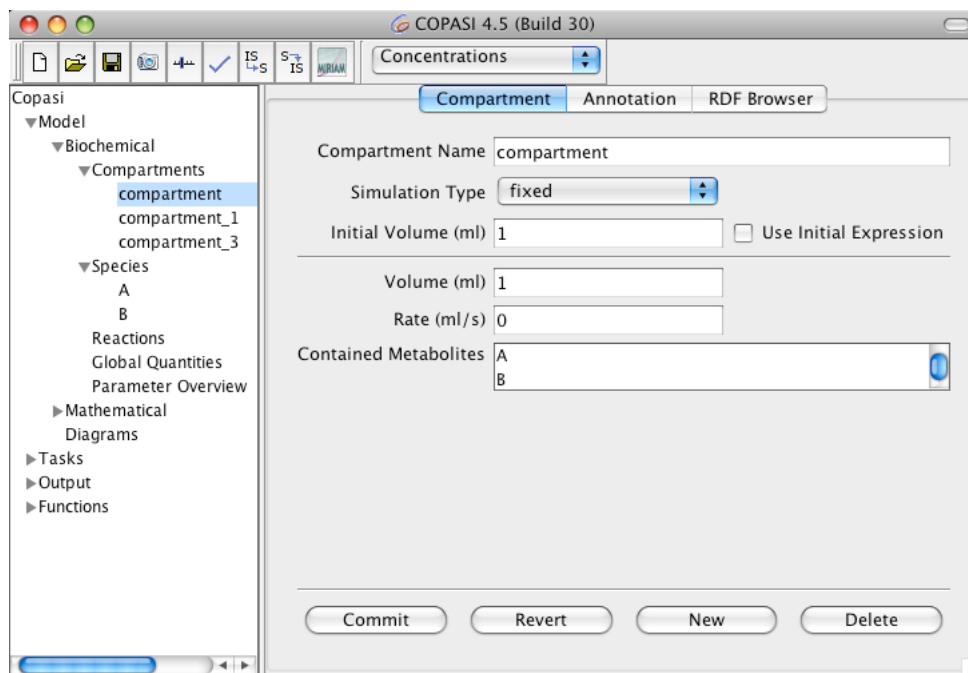 COPASI 4.5 (Build 30)
IS S S IS MIRIAM Concentrations
Copasi
Model
Biochemical
Compartments
compartment
compartment_1
compartment_3
Species
A
B
Reactions
Global Quantities
Parameter Overview
Mathematical
Diagrams
Tasks
Output
Functions
Compartment Annotation RDF Browser
Compartment Name compartment
Simulation Type fixed
Initial Volume (ml) 1 Use Initial Expression
Volume (ml) 1
Rate (ml/s) 0
Contained Metabolites A
B
Commit Revert New Delete